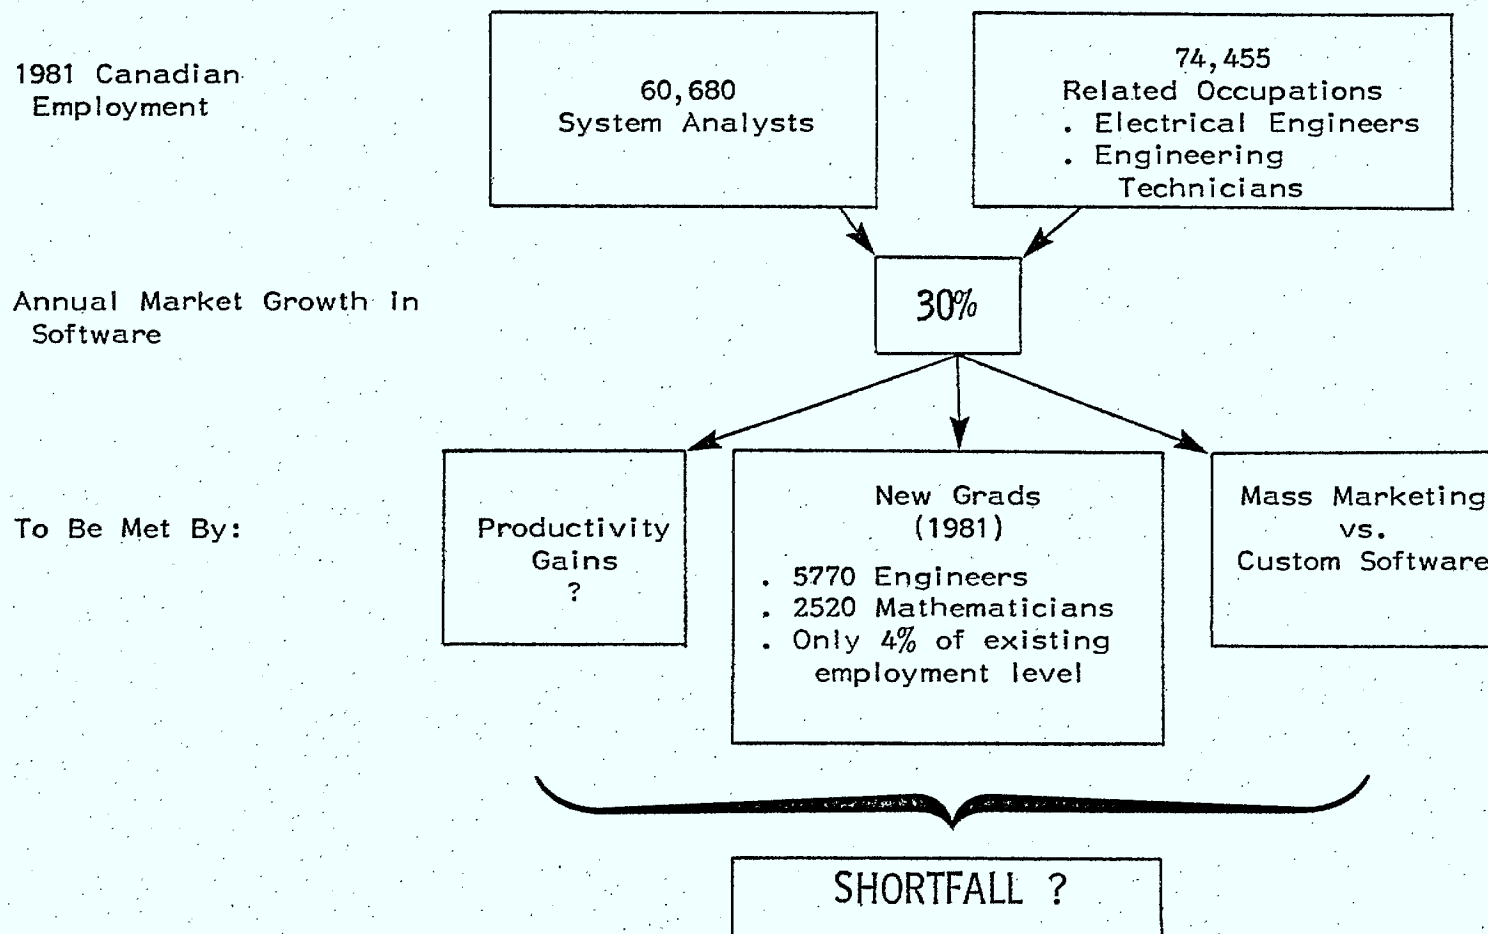 1981 Canadian
Employment
60,680
System Analysts
74,455
Related Occupations
. Electrical Engineers
. Engineering
Technicians
Annual Market Growth in
Software
30%
To Be Met By:
Productivity
Gains
?
New Grads
(1981)
. 5770 Engineers
. 2520 Mathematicians
. Only 4% of existing
employment level
Mass Marketing
vs.
Custom Software
SHORTFALL ?